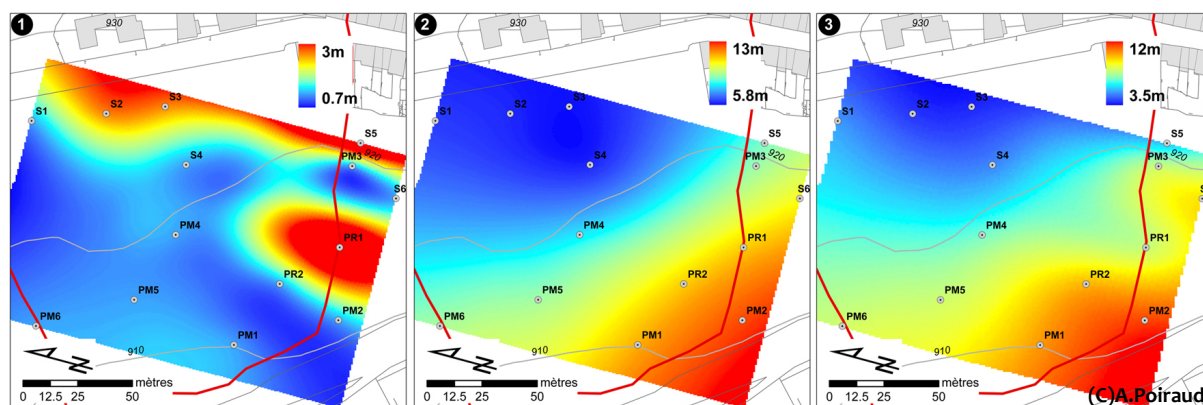 1
930
3m
0.7m
S1
S2
S3
S4
S5
920
PM3
S6
PM4
PR1
PR2
PM5
PM2
PM6
PM1
910
N
mètres
0 12.5 25 50
2
930
13m
5.8m
S1
S2
S3
S4
S5
920
PM3
S6
PM4
PR1
PR2
PM5
PM2
PM6
PM1
910
N
mètres
0 12.5 25 50
3
930
12m
3.5m
S1
S2
S3
S4
S5
920
PM3
S6
PM4
PR1
PR2
PM5
PM2
PM6
PM1
910
N
mètres
0 12.5 25 50
(C)A.Poiraud